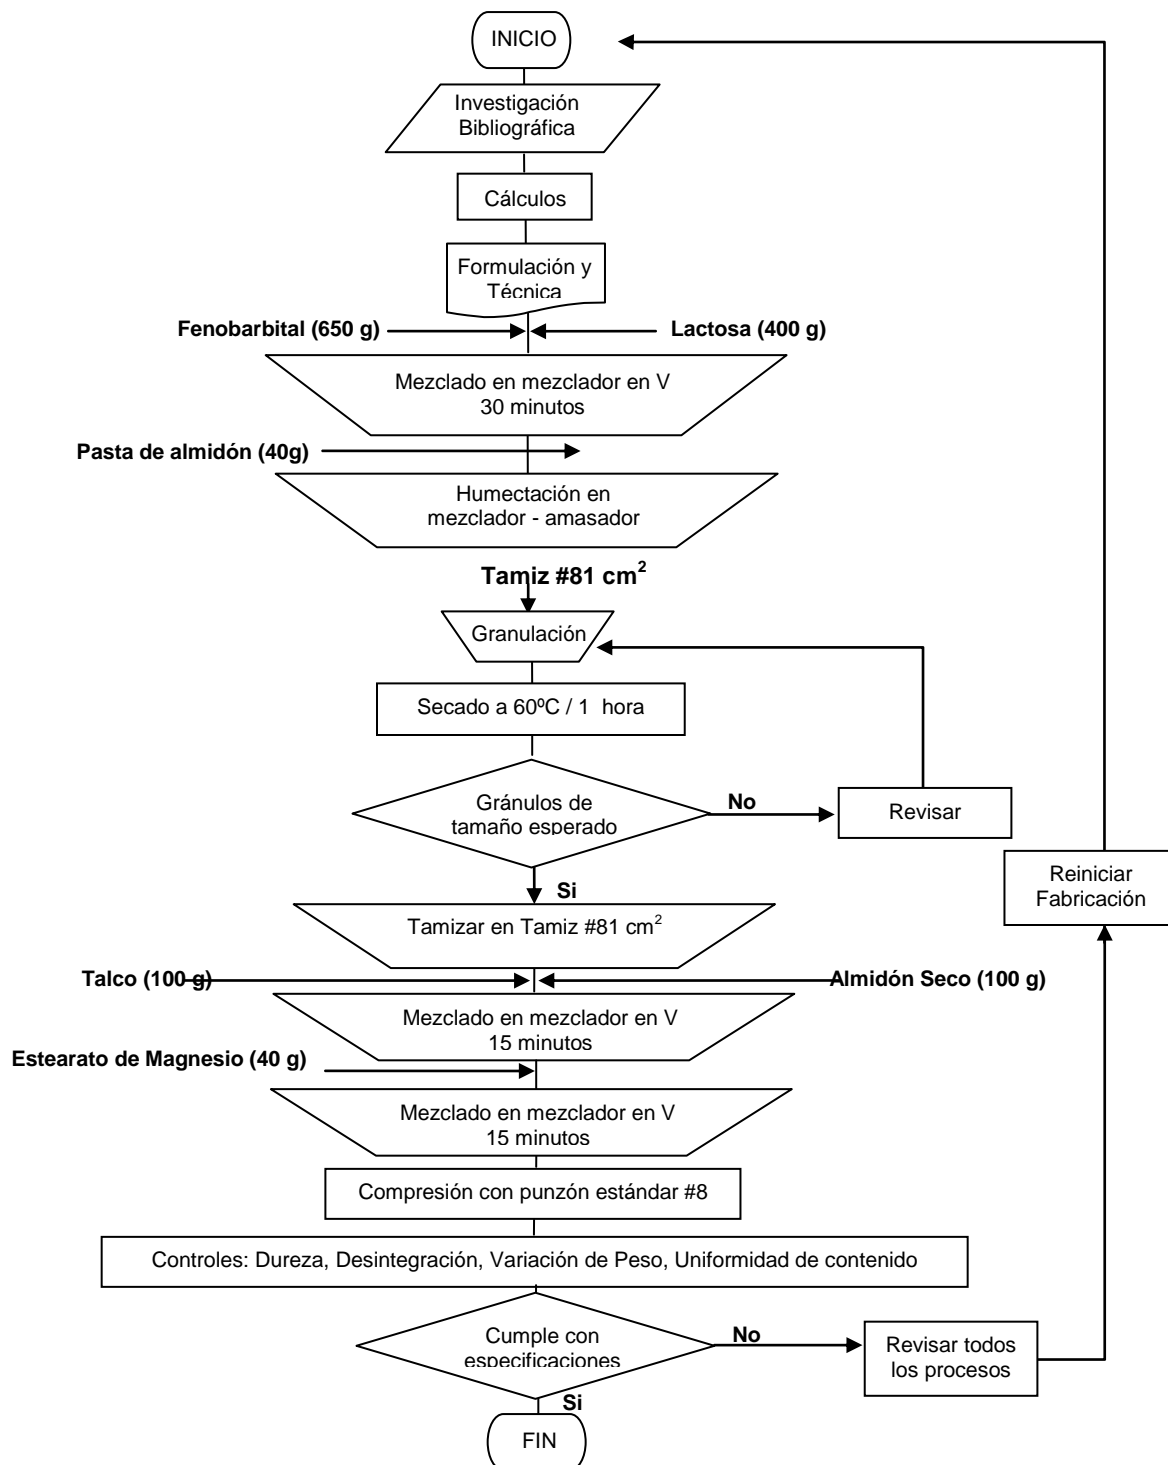 INICIO
Investigación
Bibliográfica
Cálculos
Formulación y
Técnica
Fenobarbital (650 g)
Lactosa (400 g)
Mezclado en mezclador en V
30 minutos
Pasta de almidón (40g)
Humectación en
mezclador - amasador
Tamiz #81 cm²
Granulación
Secado a 60ºC / 1 hora
Gránulos de
tamaño esperado
No
Revisar
Reiniciar
Fabricación
Si
Tamizar en Tamiz #81 cm²
Talco (100 g)
Almidón Seco (100 g)
Mezclado en mezclador en V
15 minutos
Estearato de Magnesio (40 g)
Mezclado en mezclador en V
15 minutos
Compresión con punzón estándar #8
Controles: Dureza, Desintegración, Variación de Peso, Uniformidad de contenido
Cumple con
especificaciones
No
Revisar todos
los procesos
Si
FIN